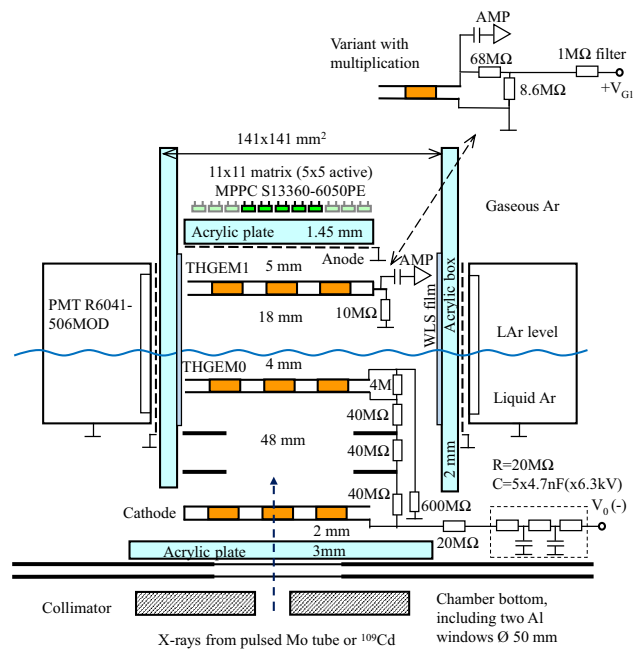 AMP
Variant with
multiplication
68MΩ
1MΩ filter
8.6MΩ
+V_G1
141x141 mm²
11x11 matrix (5x5 active)
MPPC S13360-6050PE
Gaseous Ar
Acrylic plate 1.45 mm
Anode
AMP
THGEM1
5 mm
PMT R6041-
506MOD
10MΩ
18 mm
WLS film
Acrylic box
LAr level
THGEM0
4 mm
4M
Liquid Ar
40MΩ
48 mm
40MΩ
2 mm
R=20MΩ
C=5x4.7nF(x6.3kV)
40MΩ
600MΩ
V₀ (-)
Cathode
2 mm
20MΩ
Acrylic plate 3mm
Collimator
Chamber bottom,
including two Al
windows Ø 50 mm
X-rays from pulsed Mo tube or ¹⁰⁹Cd